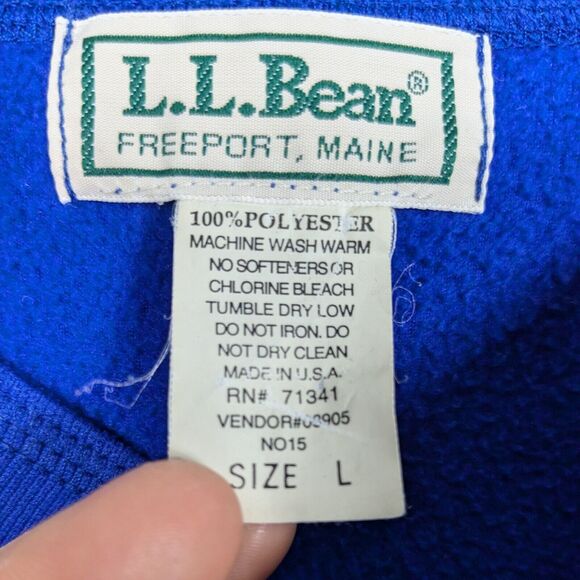 L.L.Bean®
FREEPORT, MAINE
100%POLYESTER
MACHINE WASH WARM
NO SOFTENERS OR
CHLORINE BLEACH
TUMBLE DRY LOW
DO NOT IRON. DO
NOT DRY CLEAN
MADE IN U.S.A.
RN#. 71341
VENDOR#03905
NO15
SIZE L